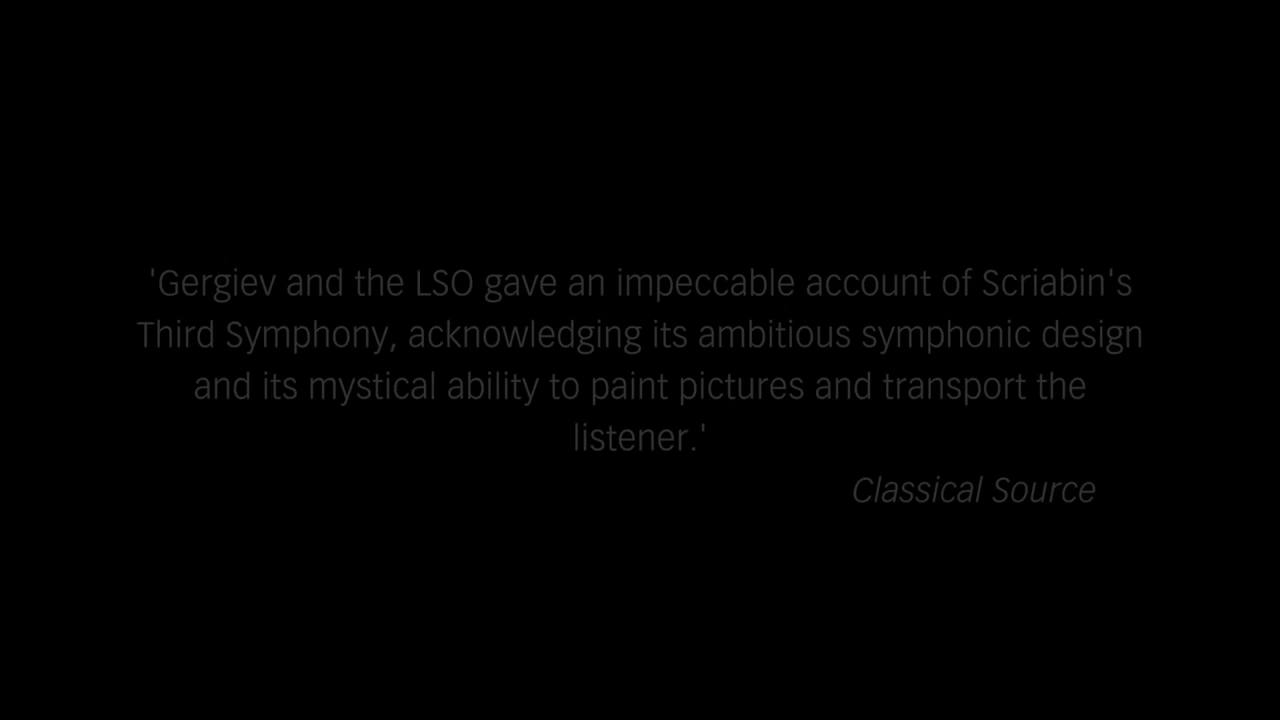 'Gergiev and the LSO gave an impeccable account of Scriabin's
Third Symphony, acknowledging its ambitious symphonic design
and its mystical ability to paint pictures and transport the
listener.'
Classical Source